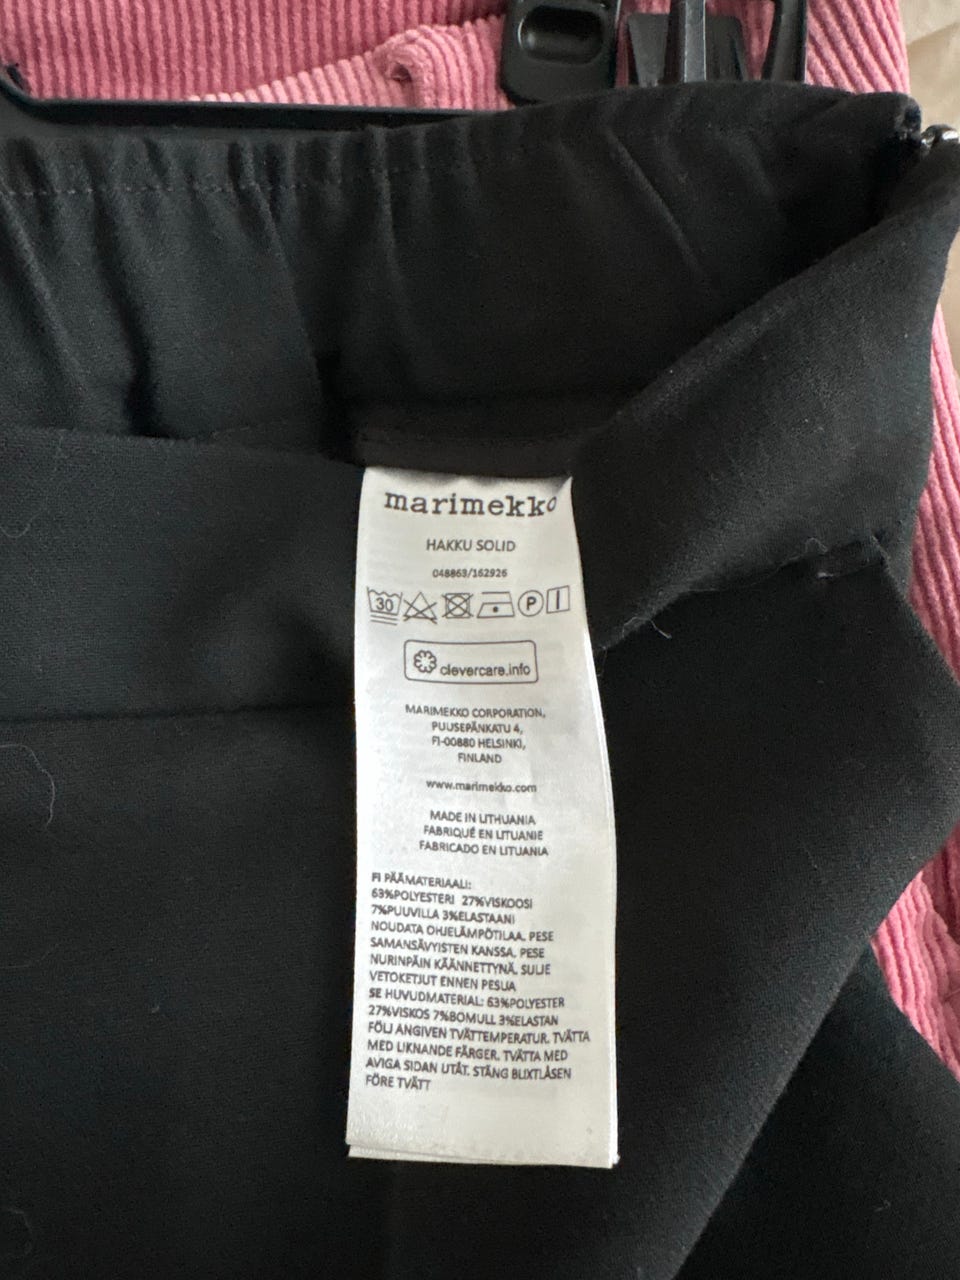 marimekko
HAKKU SOLID
048863/162926
30 P
clevercare.info
MARIMEKKO CORPORATION,
PUUSEPÄNKATU 4,
FI-00880 HELSINKI,
FINLAND
www.marimekko.com
MADE IN LITHUANIA
FABRIQUÉ EN LITUANIE
FABRICADO EN LITUANIA
FI PÄÄMATERIAALI:
63%POLYESTERI 27%VISKOOSI
7%PUUVILLA 3%ELASTAANI
NOUDATA OHJELÄMPÖTILAA. PESE
SAMANSÄVYISTEN KANSSA. PESE
NURINPÄIN KÄÄNNETTYNÄ. SULJE
VETOKETJUT ENNEN PESUA
SE HUVUDMATERIAL: 63%POLYESTER
27%VISKOS 7%BOMULL 3%ELASTAN
FÖLJ ANGIVEN TVÄTTEMPERATUR. TVÄTTA
MED LIKNANDE FÄRGER. TVÄTTA MED
AVIGA SIDAN UTÅT. STÄNG BLIXTLÅSEN
FÖRE TVÄTT